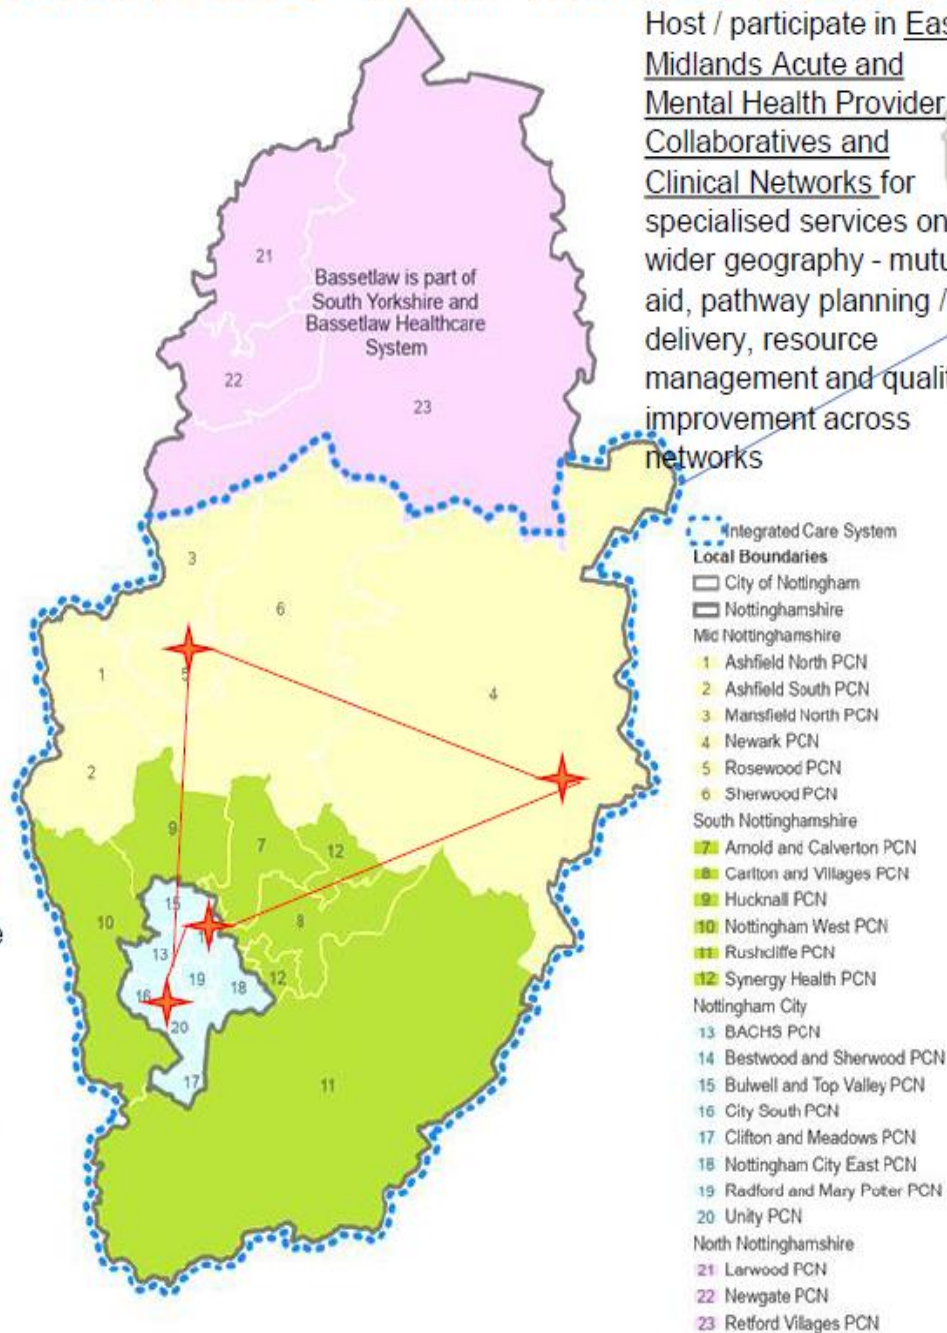 Host / participate in Eas
Midlands Acute and
Mental Health Provider
Collaboratives and
Clinical Networks for
specialised services on
wider geography - mutu
aid, pathway planning /
delivery, resource
management and qualit
improvement across
networks
21
Bassetlaw is part of
South Yorkshire and
Bassetlaw Healthcare
System
22
23
3
6
1
5
4
2
9
7
12
15
10
8
13
19
18
12
16
20
17
11
e
Integrated Care System
Local Boundaries
City of Nottingham
Nottinghamshire
Mid Nottinghamshire
1 Ashfield North PCN
2 Ashfield South PCN
3 Mansfield North PCN
4 Newark PCN
5 Rosewood PCN
6 Sherwood PCN
South Nottinghamshire
7 Arnold and Calverton PCN
8 Carlton and Villages PCN
9 Hucknall PCN
10 Nottingham West PCN
11 Rushcliffe PCN
12 Synergy Health PCN
Nottingham City
13 BACHS PCN
14 Bestwood and Sherwood PCN
15 Bulwell and Top Valley PCN
16 City South PCN
17 Clifton and Meadows PCN
18 Nottingham City East PCN
19 Radford and Mary Potter PCN
20 Unity PCN
North Nottinghamshire
21 Larwood PCN
22 Newgate PCN
23 Retford Villages PCN